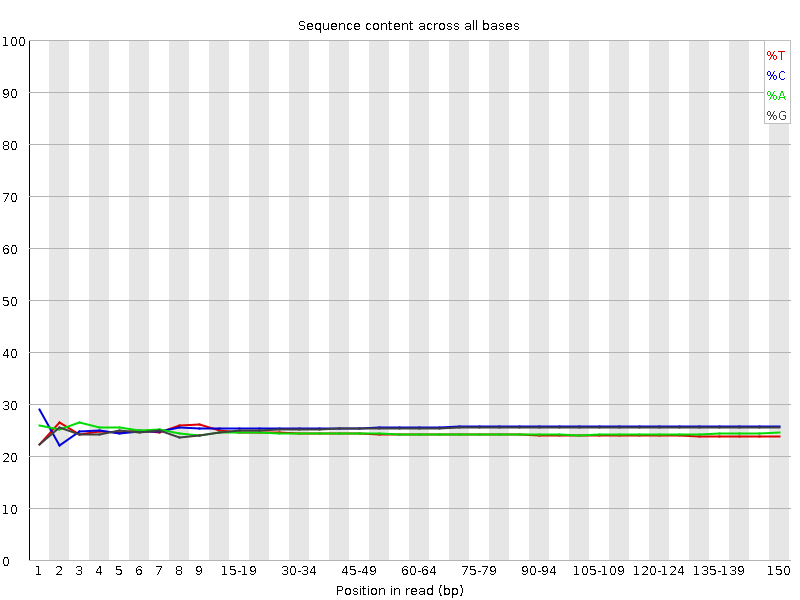 Sequence content across all bases
100
90
80
70
60
50
40
30
20
10
0
%T
%C
%A
%G
1 2 3 4 5 6 7 8 9 15-19 30-34 45-49 60-64 75-79 90-94 105-109 120-124 135-139 150
Position in read (bp)